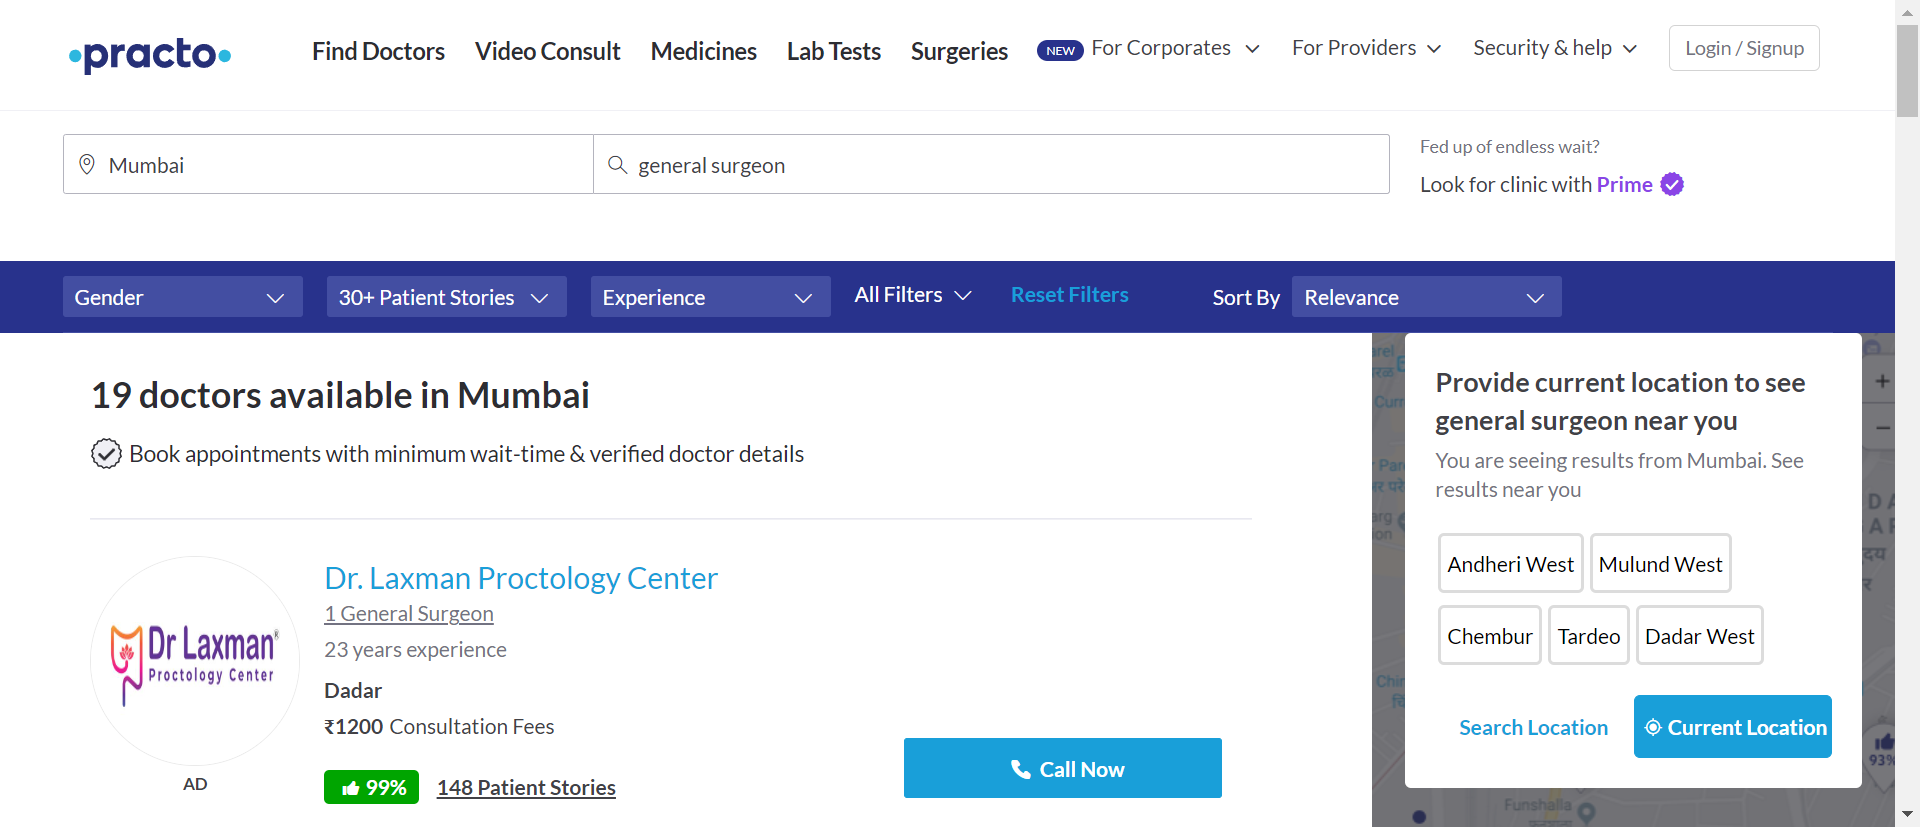 practo
Find Doctors
Video Consult
Medicines
Lab Tests
Surgeries
NEW
For Corporates
For Providers
Security & help
Login / Signup
Mumbai
general surgeon
Fed up of endless wait?
Look for clinic with Prime
Gender
30+ Patient Stories
Experience
All Filters
Reset Filters
Sort By
Relevance
19 doctors available in Mumbai
Book appointments with minimum wait-time & verified doctor details
Dr Laxman®
Proctology Center
AD
Dr. Laxman Proctology Center
1 General Surgeon
23 years experience
Dadar
₹1200 Consultation Fees
99%
148 Patient Stories
Call Now
Provide current location to see
general surgeon near you
You are seeing results from Mumbai. See
results near you
Andheri West
Mulund West
Chembur
Tardeo
Dadar West
Search Location
Current Location
+
−
93%
Funshalla